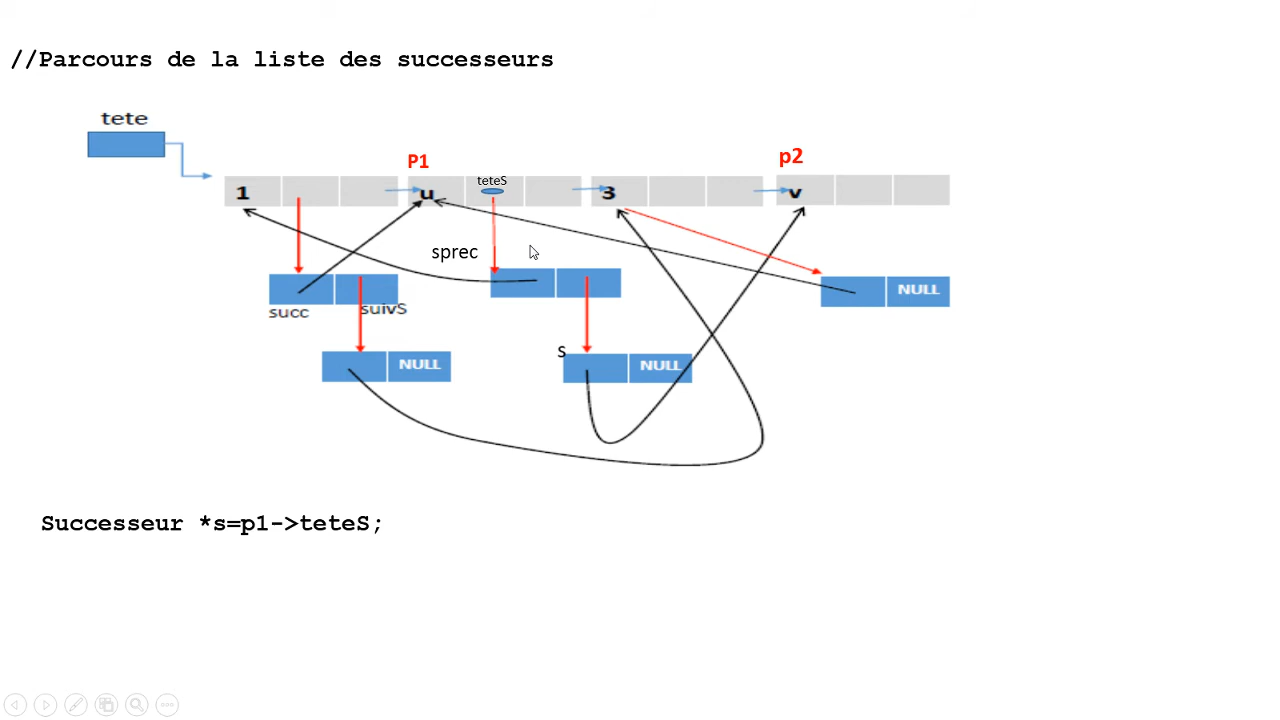 //Parcours de la liste des successeurs
tete
P1
p2
1
u
teteS
3
v
sprec
succ
suivS
NULL
NULL
s
NULL
Successeur *s=p1->teteS;